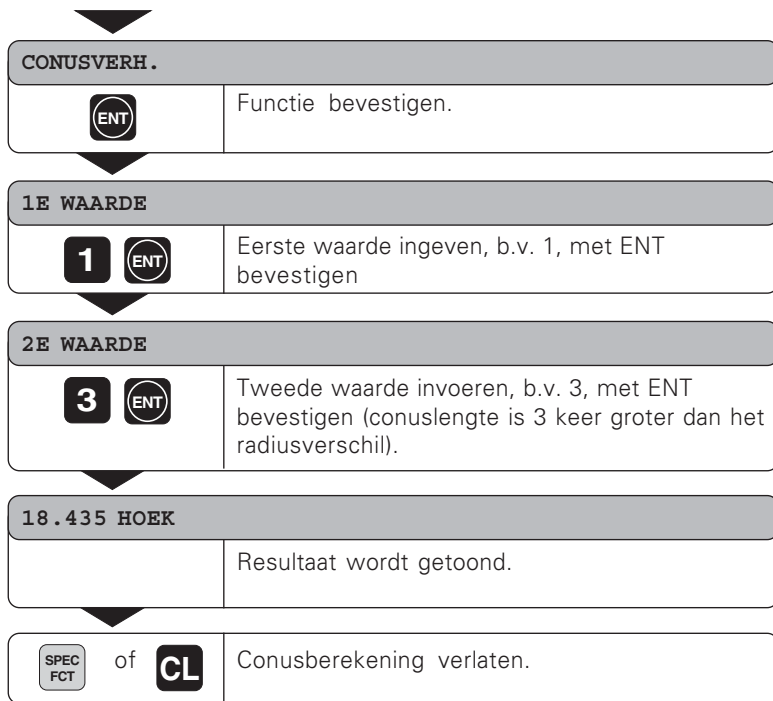 CONUSVERH.
ENT
Functie bevestigen.
1E WAARDE
1 ENT
Eerste waarde ingeven, b.v. 1, met ENT
bevestigen
2E WAARDE
3 ENT
Tweede waarde invoeren, b.v. 3, met ENT
bevestigen (conuslengte is 3 keer groter dan het
radiusverschil).
18.435 HOEK
Resultaat wordt getoond.
SPEC
FCT
of CL
Conusberekening verlaten.